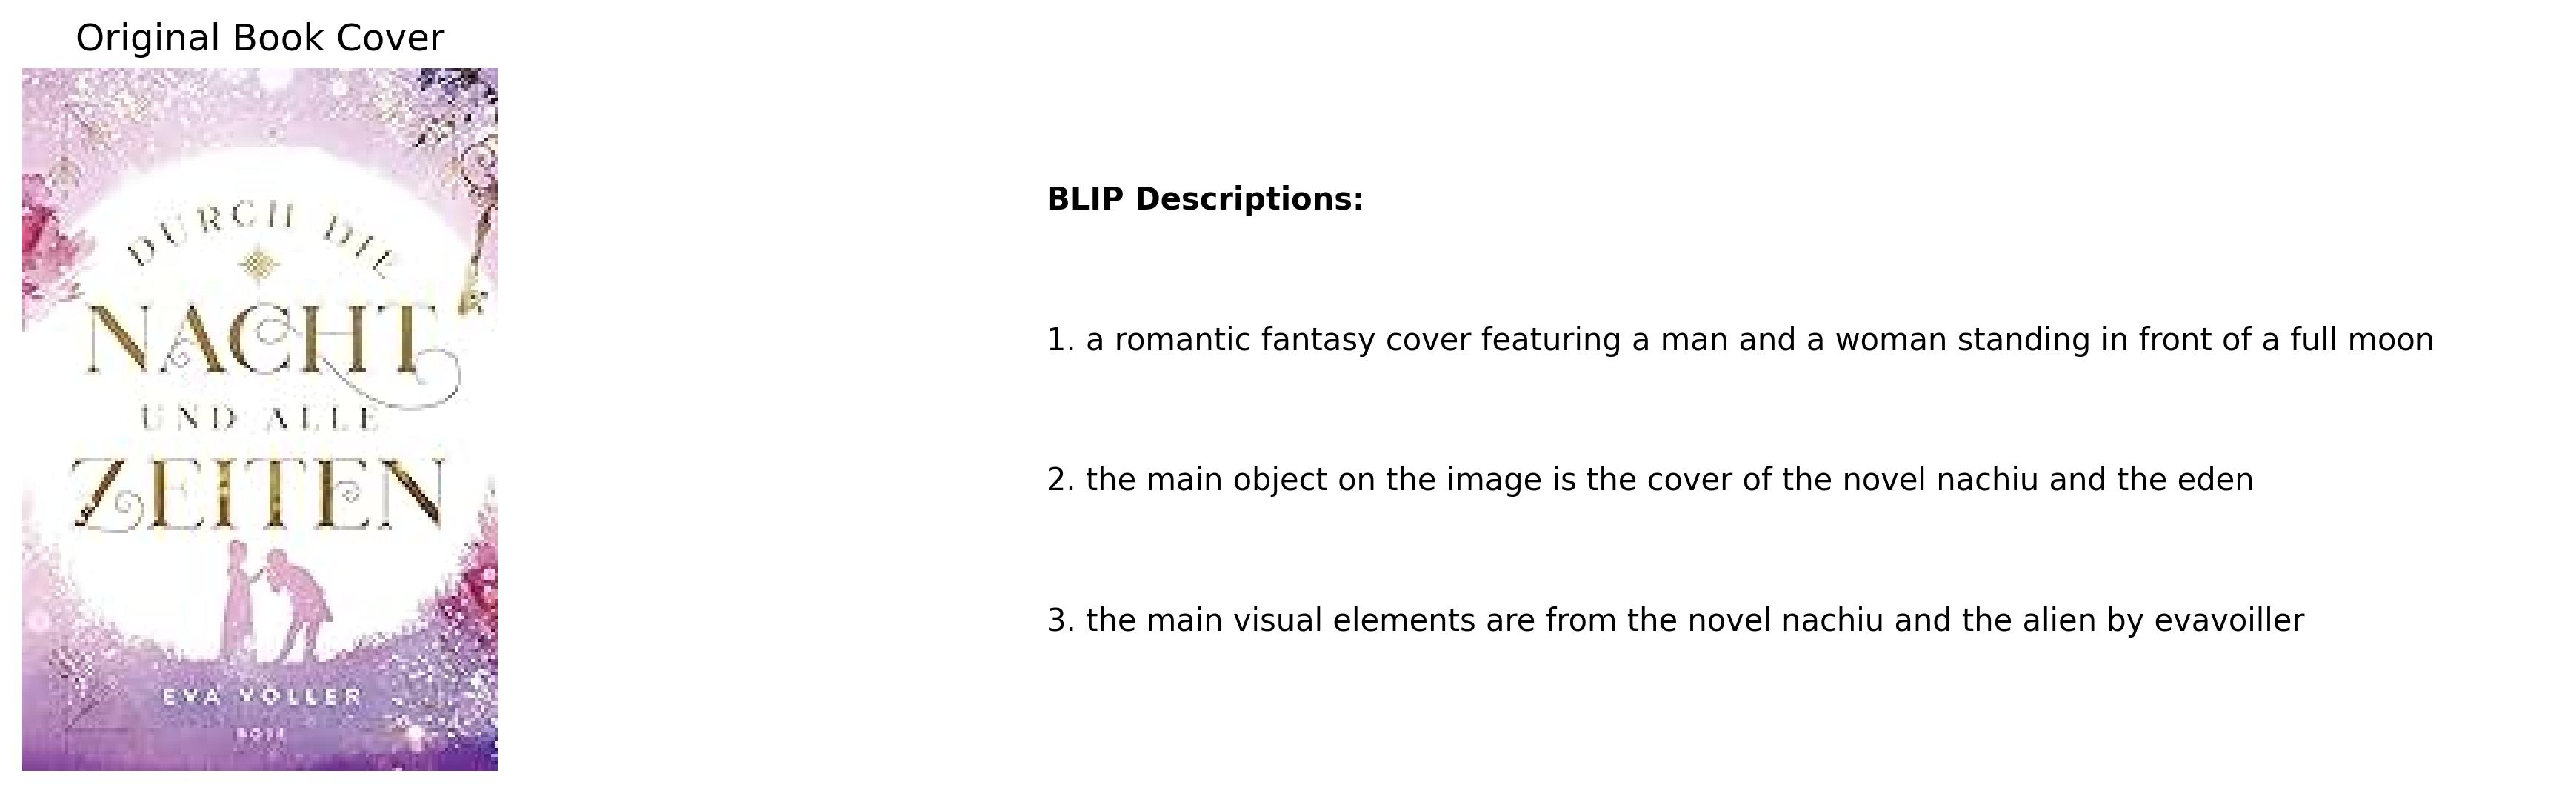 Original Book Cover
DURCH DIE
NACHT
UND ALLE
ZEITEN
EVA VÖLLER
BLIP Descriptions:
1. a romantic fantasy cover featuring a man and a woman standing in front of a full moon
2. the main object on the image is the cover of the novel nachiu and the eden
3. the main visual elements are from the novel nachiu and the alien by evavoiller